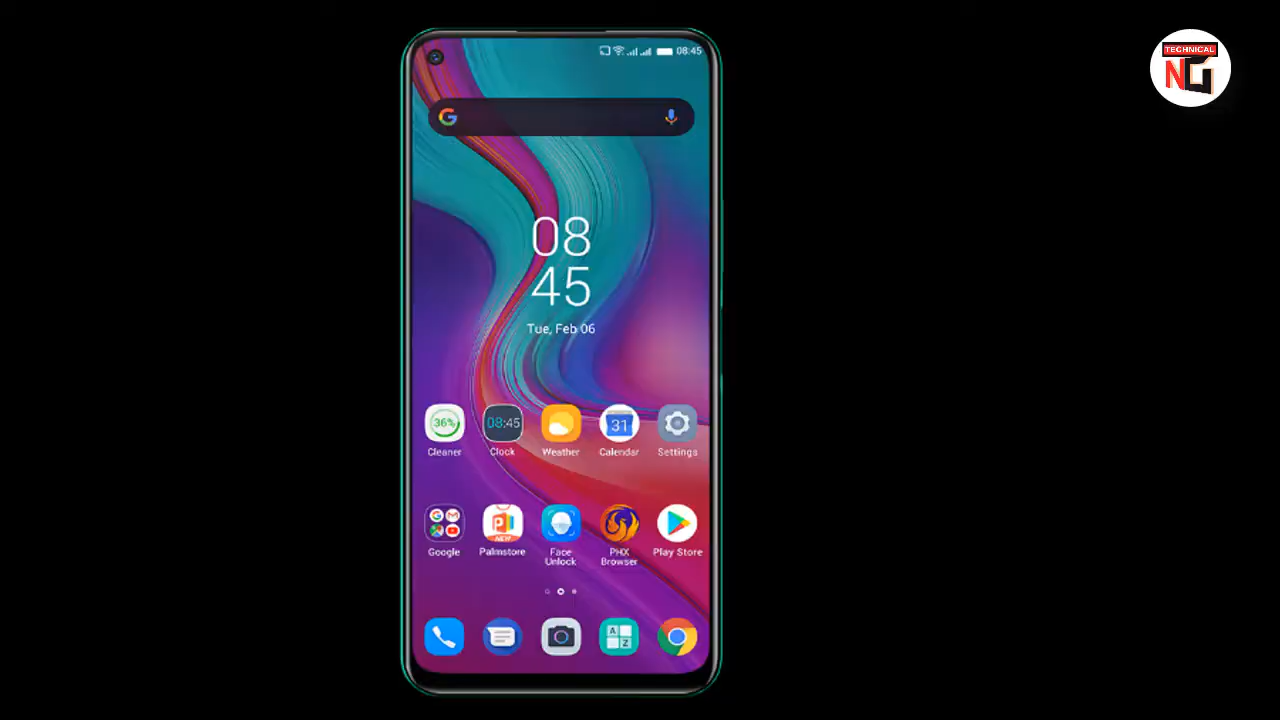 08:45
TECHNICAL
NG
08
45
Tue, Feb 06
36%
08:45
31
Cleaner
Clock
Weather
Calendar
Settings
NEW
Google
Palmstore
Face
Unlock
PHX
Browser
Play Store
A
Z